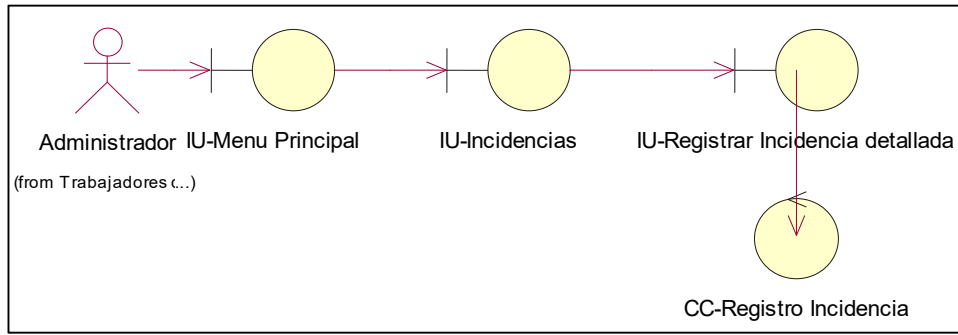 Administrador
IU-Menu Principal
IU-Incidencias
IU-Registrar Incidencia detallada
(from Trabajadores ...)
CC-Registro Incidencia